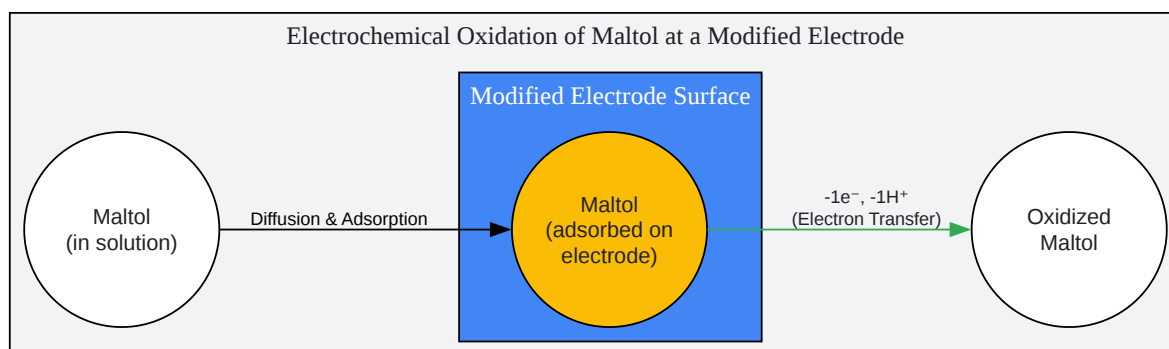 Electrochemical Oxidation of Maltol at a Modified Electrode
Modified Electrode Surface
Maltol
(in solution)
Diffusion & Adsorption
Maltol
(adsorbed on
electrode)
-1e⁻, -1H⁺
(Electron Transfer)
Oxidized
Maltol